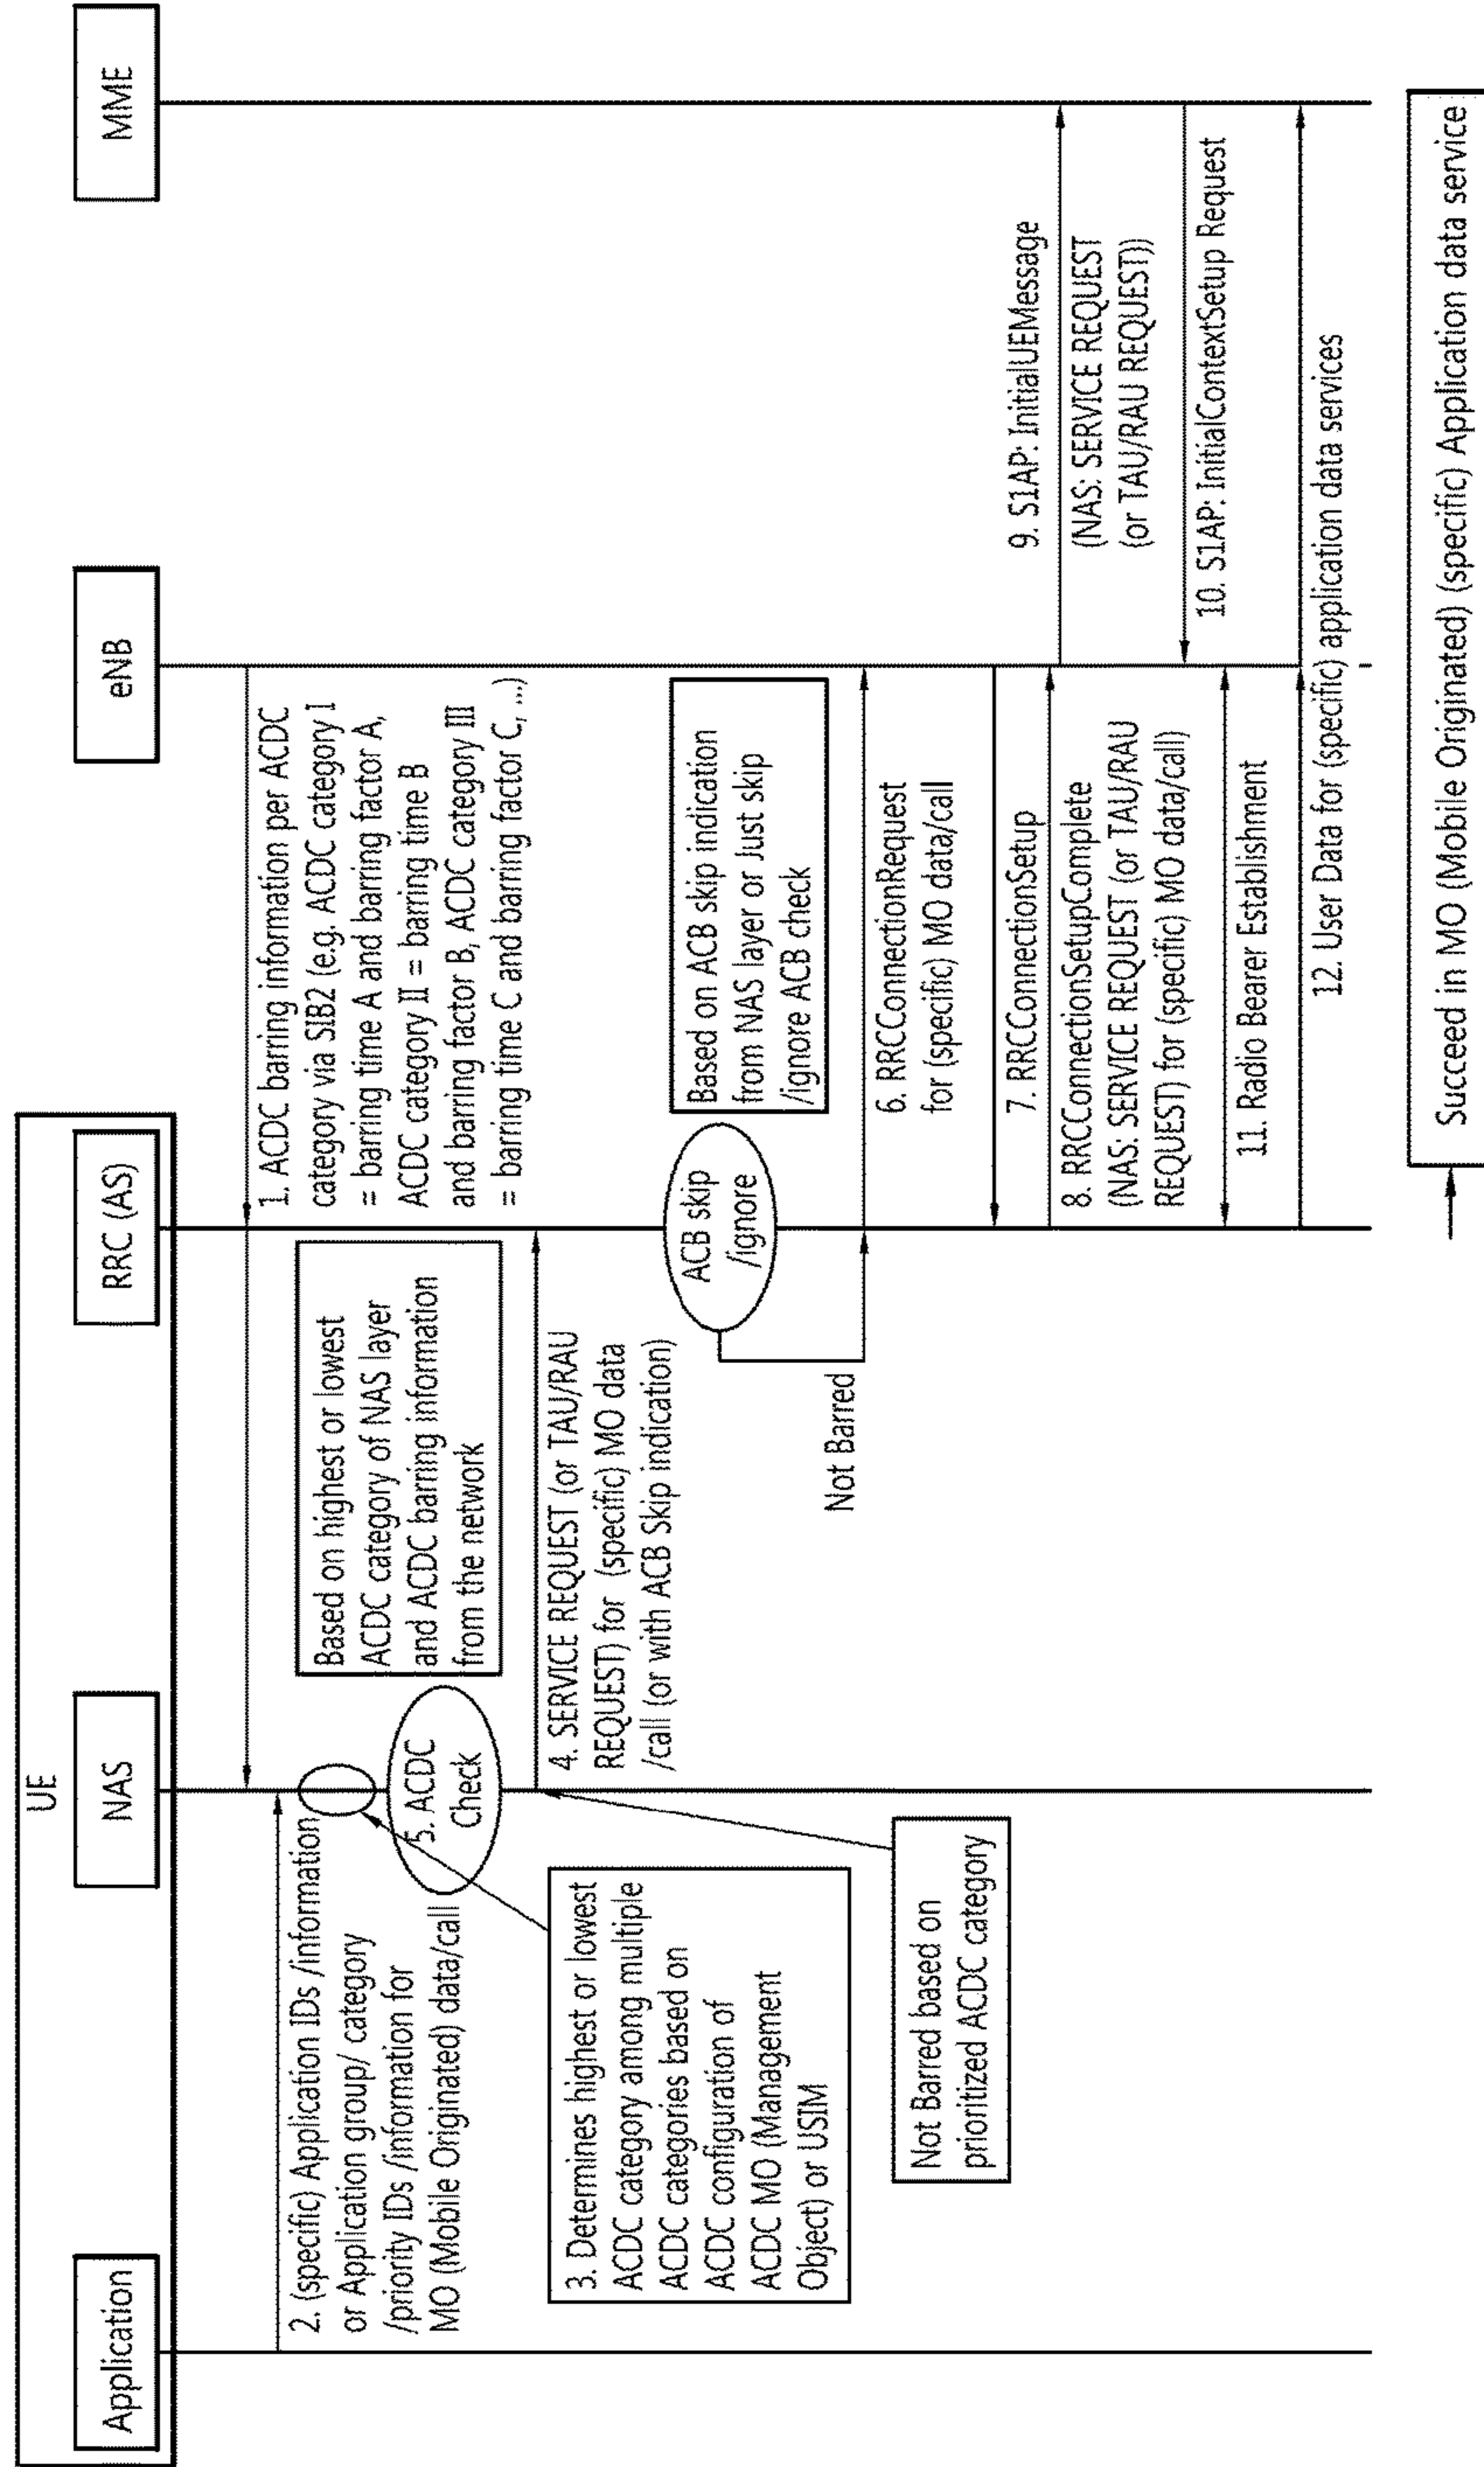 UE
Application
NAS
RRC (AS)
eNB
MME
1. ACDC barring information per ACDC
category via SIB2 (e.g. ACDC category I
= barring time A and barring factor A,
ACDC category II = barring time B
and barring factor B, ACDC category III
= barring time C and barring factor C, ...)
2. (specific) Application IDs /information
or Application group/ category
/priority IDs /information for
MO (Mobile Originated) data/call
Based on highest or lowest
ACDC category of NAS layer
and ACDC barring information
from the network
5. ACDC
Check
3. Determines highest or lowest
ACDC category among multiple
ACDC categories based on
ACDC configuration of
ACDC MO (Management
Object) or USIM
4. SERVICE REQUEST (or TAU/RAU
REQUEST) for (specific) MO data
/call (or with ACB Skip indication)
Not Barred based on
prioritized ACDC category
ACB skip
/ignore
Based on ACB skip indication
from NAS layer or Just skip
/ignore ACB check
Not Barred
6. RRCConnectionRequest
for (specific) MO data/call
7. RRCConnectionSetup
8. RRCConnectionSetupComplete
(NAS: SERVICE REQUEST (or TAU/RAU
REQUEST) for (specific) MO data/call)
9. S1AP: InitialUEMessage
(NAS: SERVICE REQUEST
(or TAU/RAU REQUEST))
10. S1AP: InitialContextSetup Request
11. Radio Bearer Establishment
12. User Data for (specific) application data services
Succeed in MO (Mobile Originated) (specific) Application data service